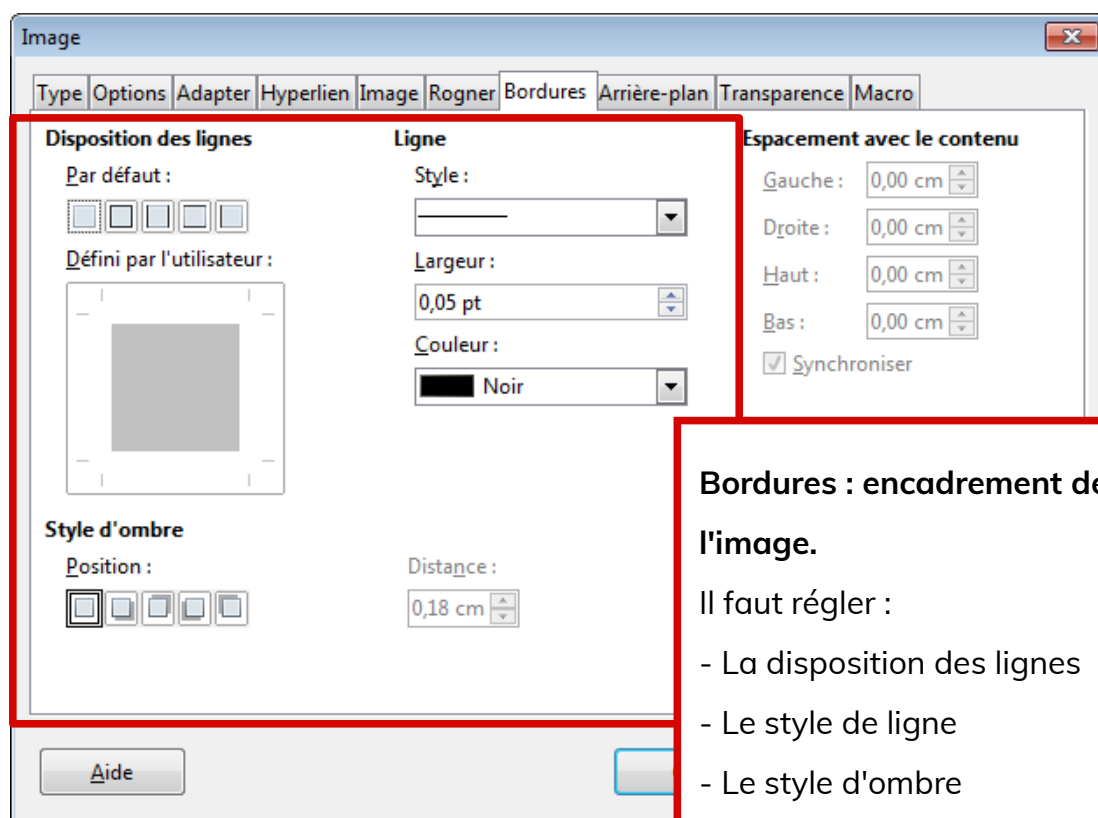 Image
Type Options Adapter Hyperlien Image Rogner Bordures Arrière-plan Transparence Macro
Disposition des lignes
Par défaut :
Défini par l'utilisateur :
Ligne
Style :
Largeur :
0,05 pt
Couleur :
Noir
Espacement avec le contenu
Gauche : 0,00 cm
Droite : 0,00 cm
Haut : 0,00 cm
Bas : 0,00 cm
Synchroniser
Style d'ombre
Position :
Distance :
0,18 cm
Aide
Bordures : encadrement de
l'image.
Il faut régler :
- La disposition des lignes
- Le style de ligne
- Le style d'ombre